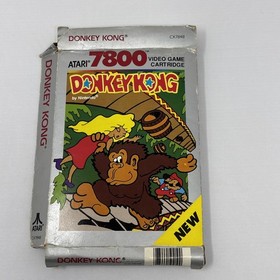 DONKEY KONG®
CX7848
ATARI 7800 VIDEO GAME CARTRIDGE
DONKEY KONG
by Nintendo
NEW
DONKEY KONG®
ATARI
DONKEY KONG®